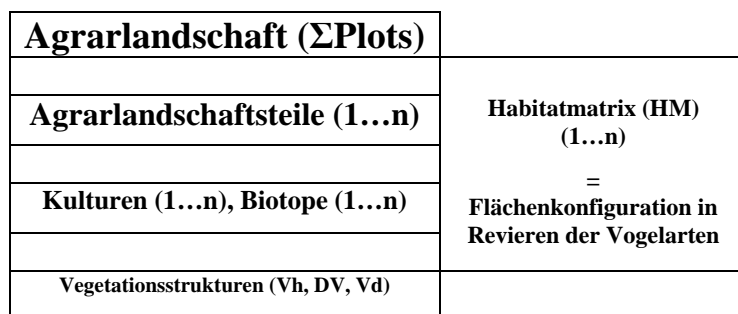 Agrarlandschaft (ΣPlots)
Agrarlandschaftsteile (1…n)
Kulturen (1…n), Biotope (1…n)
Vegetationsstrukturen (Vh, DV, Vd)
Habitatmatrix (HM)
(1…n)
=
Flächenkonfiguration in
Revieren der Vogelarten